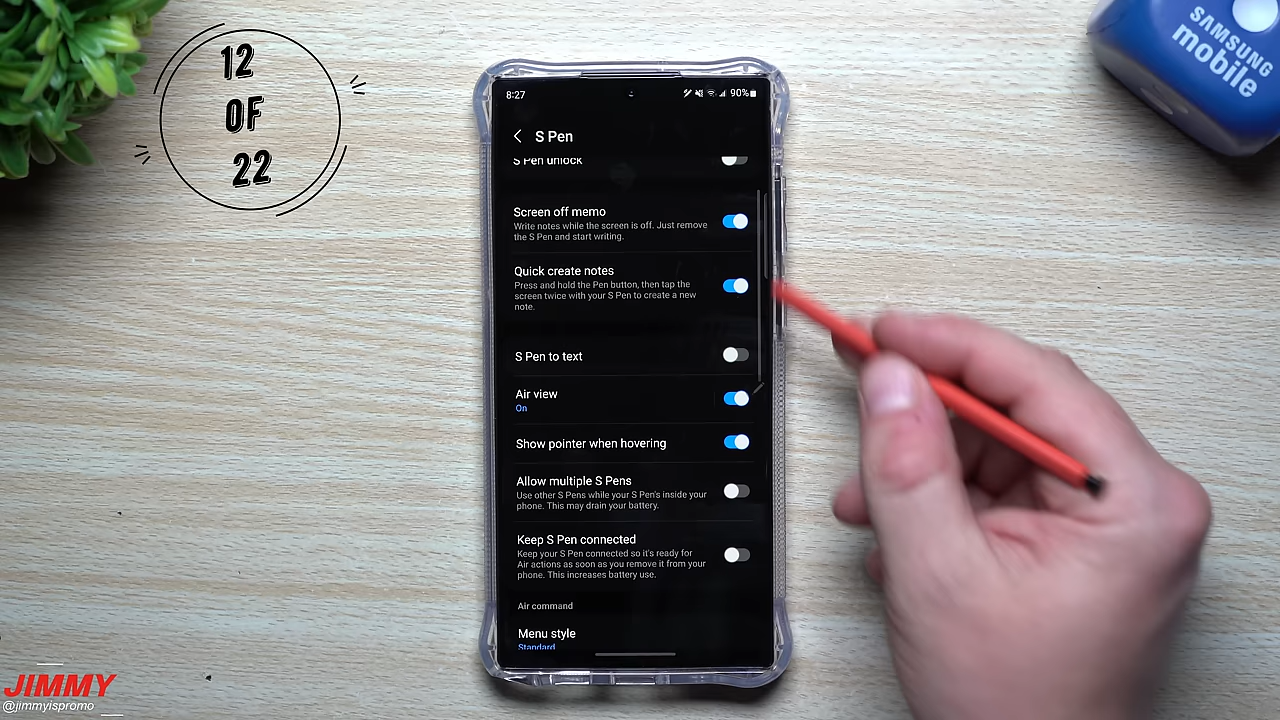 12
OF
22
SAMSUNG
mobile
8:27
90%
S Pen
S Pen unlock
Screen off memo
Write notes while the screen is off. Just remove
the S Pen and start writing.
Quick create notes
Press and hold the Pen button, then tap the
screen twice with your S Pen to create a new
note.
S Pen to text
Air view
On
Show pointer when hovering
Allow multiple S Pens
Use other S Pens while your S Pen's inside your
phone. This may drain your battery.
Keep S Pen connected
Keep your S Pen connected so it's ready for
Air actions as soon as you remove it from your
phone. This increases battery use.
Air command
Menu style
Standard
JIMMY
@jimmyispromo